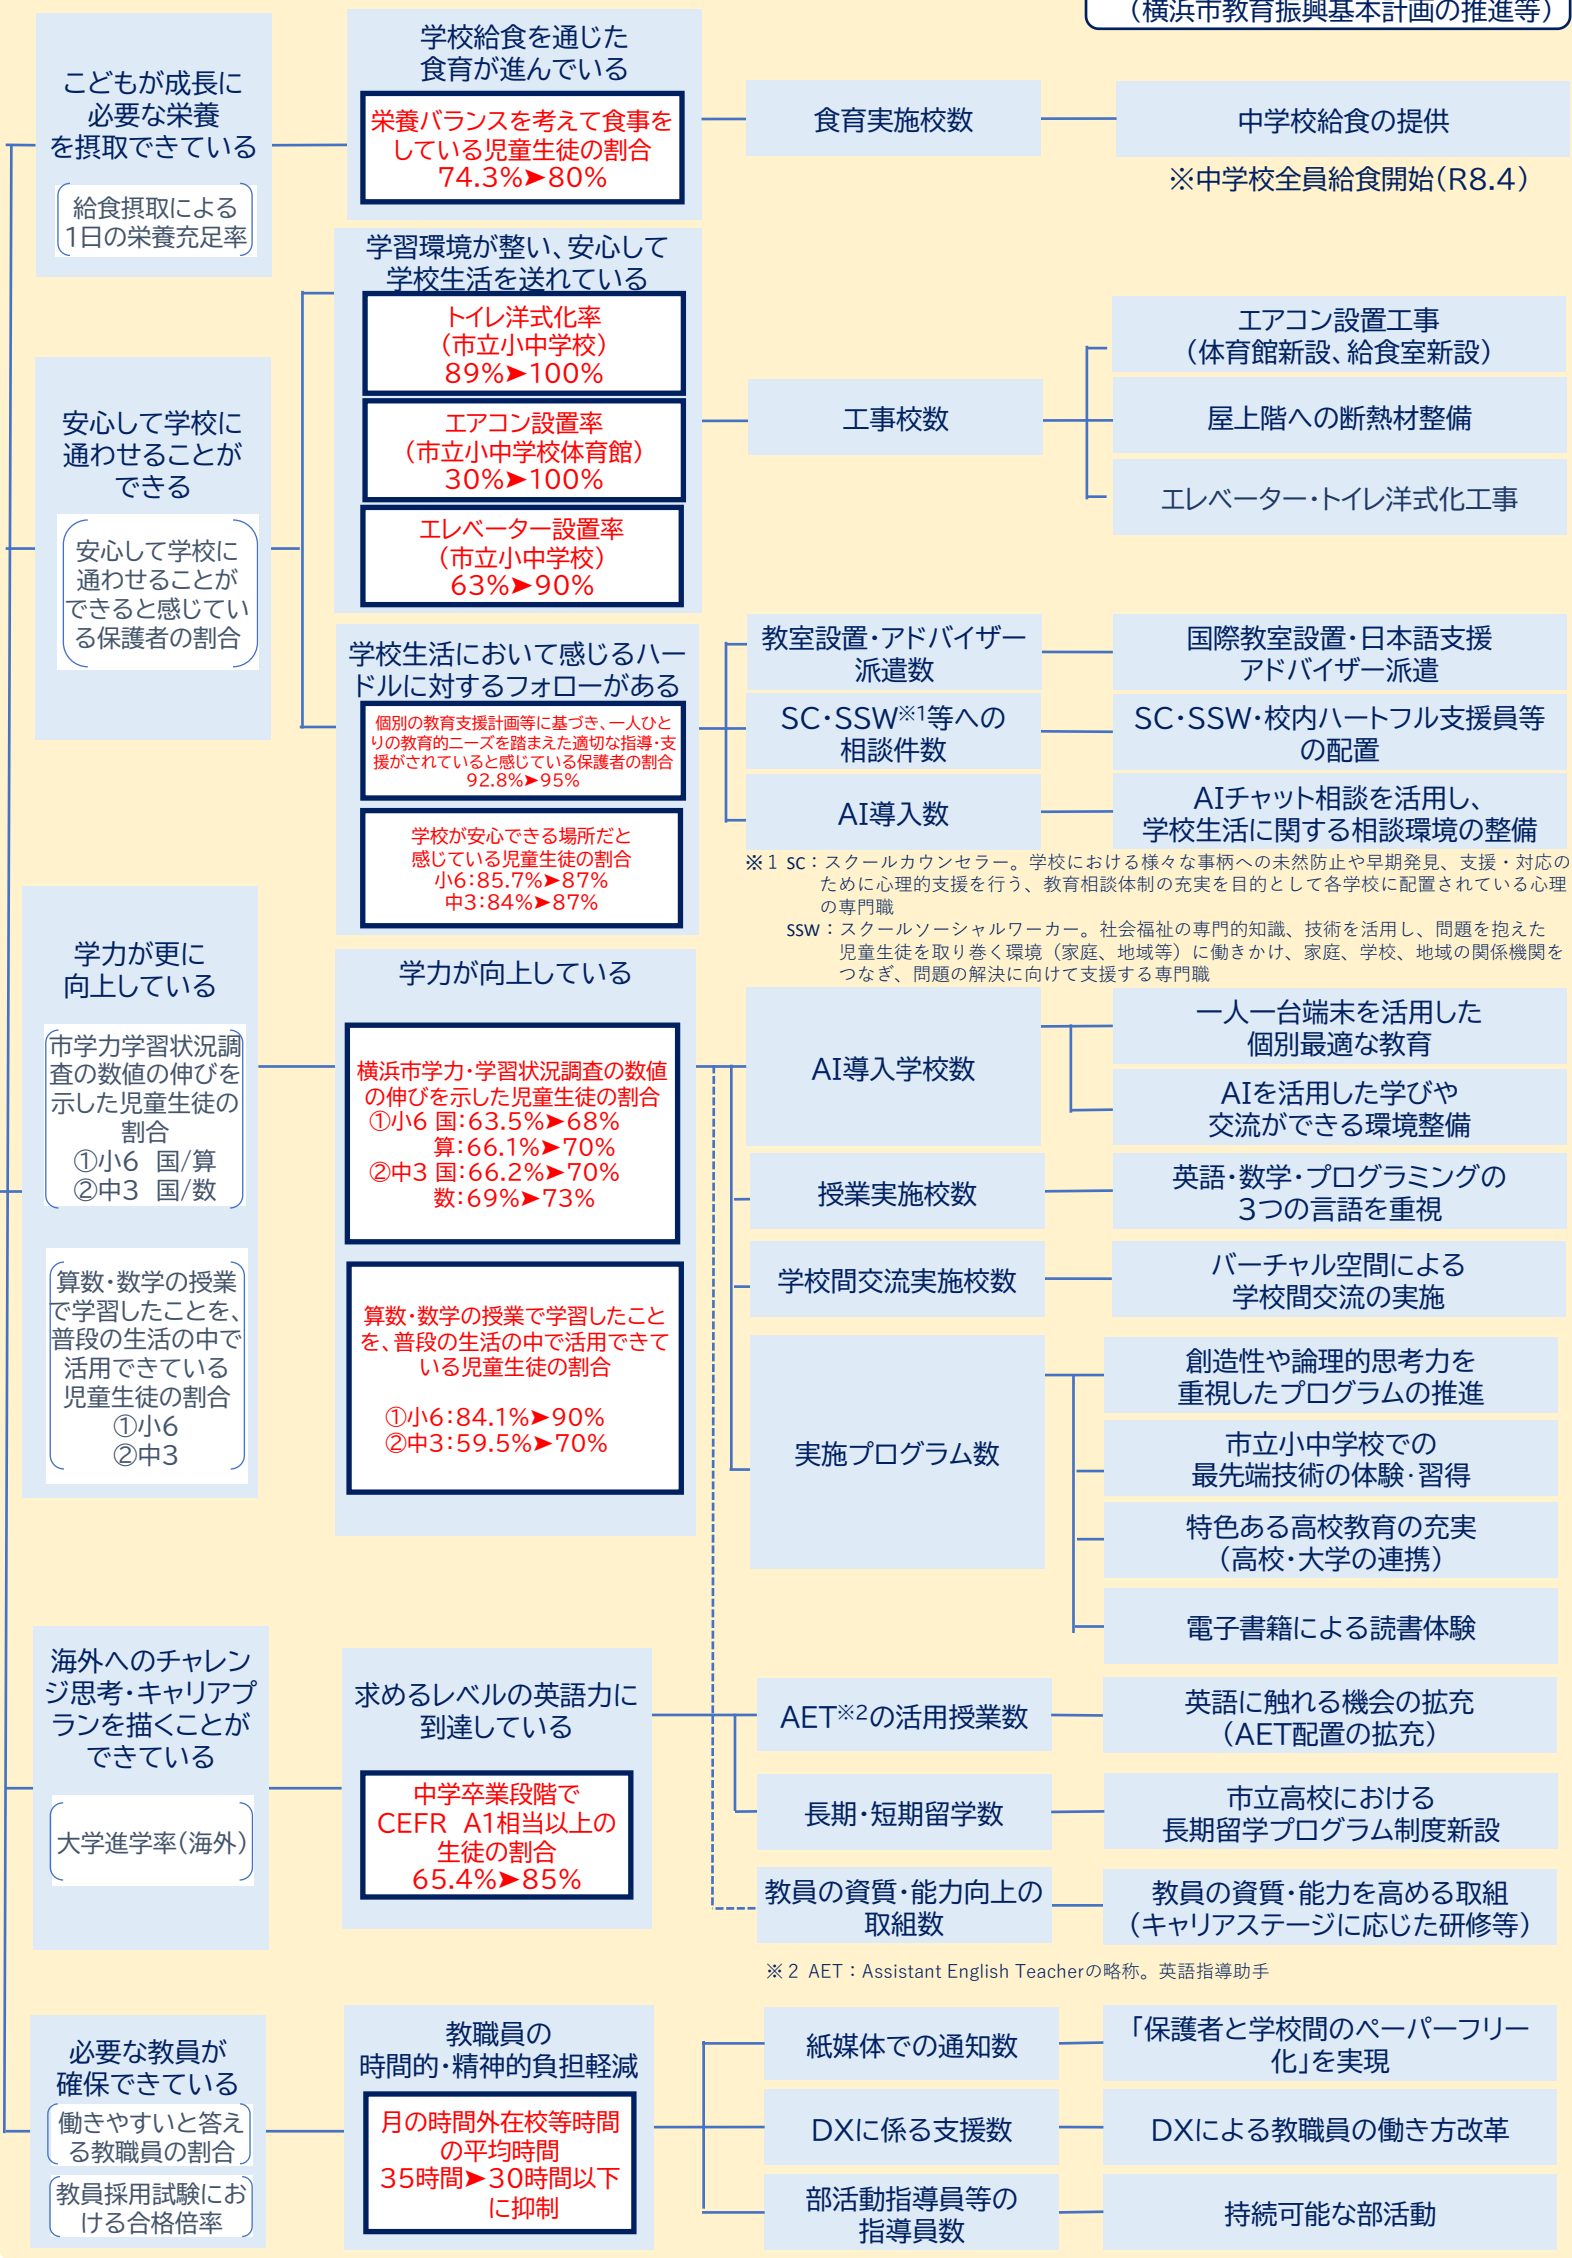 (横浜市教育振興基本計画の推進等)
こどもが成長に
必要な栄養
を摂取できている
給食摂取による
1日の栄養充足率
学校給食を通じた
食育が進んでいる
栄養バランスを考えて食事を
している児童生徒の割合
74.3%➤80%
食育実施校数
中学校給食の提供
※中学校全員給食開始(R8.4)
安心して学校に
通わせることが
できる
安心して学校に
通わせることが
できると感じてい
る保護者の割合
学習環境が整い、安心して
学校生活を送れている
トイレ洋式化率
(市立小中学校)
89%➤100%
エアコン設置率
(市立小中学校体育館)
30%➤100%
エレベーター設置率
(市立小中学校)
63%➤90%
工事校数
エアコン設置工事
(体育館新設、給食室新設)
屋上階への断熱材整備
エレベーター・トイレ洋式化工事
学校生活において感じるハー
ドルに対するフォローがある
個別の教育支援計画等に基づき、一人ひと
りの教育的ニーズを踏まえた適切な指導・支
援がされていると感じている保護者の割合
92.8%➤95%
学校が安心できる場所だと
感じている児童生徒の割合
小6:85.7%➤87%
中3:84%➤87%
教室設置・アドバイザー
派遣数
国際教室設置・日本語支援
アドバイザー派遣
SC・SSW※1等への
相談件数
SC・SSW・校内ハートフル支援員等
の配置
AI導入数
AIチャット相談を活用し、
学校生活に関する相談環境の整備
※1 SC:スクールカウンセラー。学校における様々な事柄への未然防止や早期発見、支援・対応の
ために心理的支援を行う、教育相談体制の充実を目的として各学校に配置されている心理
の専門職
SSW:スクールソーシャルワーカー。社会福祉の専門的知識、技術を活用し、問題を抱えた
児童生徒を取り巻く環境(家庭、地域等)に働きかけ、家庭、学校、地域の関係機関を
つなぎ、問題の解決に向けて支援する専門職
学力が更に
向上している
市学力学習状況調
査の数値の伸びを
示した児童生徒の
割合
①小6 国/算
②中3 国/数
算数・数学の授業
で学習したことを、
普段の生活の中で
活用できている
児童生徒の割合
①小6
②中3
学力が向上している
横浜市学力・学習状況調査の数値
の伸びを示した児童生徒の割合
①小6 国:63.5%➤68%
算:66.1%➤70%
②中3 国:66.2%➤70%
数:69%➤73%
算数・数学の授業で学習したこと
を、普段の生活の中で活用できて
いる児童生徒の割合
①小6:84.1%➤90%
②中3:59.5%➤70%
AI導入学校数
一人一台端末を活用した
個別最適な教育
AIを活用した学びや
交流ができる環境整備
授業実施校数
英語・数学・プログラミングの
3つの言語を重視
学校間交流実施校数
バーチャル空間による
学校間交流の実施
実施プログラム数
創造性や論理的思考力を
重視したプログラムの推進
市立小中学校での
最先端技術の体験・習得
特色ある高校教育の充実
(高校・大学の連携)
電子書籍による読書体験
海外へのチャレン
ジ思考・キャリアプ
ランを描くことが
できている
大学進学率(海外)
求めるレベルの英語力に
到達している
中学卒業段階で
CEFR A1相当以上の
生徒の割合
65.4%➤85%
AET※2の活用授業数
英語に触れる機会の拡充
(AET配置の拡充)
長期・短期留学数
市立高校における
長期留学プログラム制度新設
教員の資質・能力向上の
取組数
教員の資質・能力を高める取組
(キャリアステージに応じた研修等)
※2 AET:Assistant English Teacherの略称。英語指導助手
必要な教員が
確保できている
働きやすいと答え
る教職員の割合
教員採用試験にお
ける合格倍率
教職員の
時間的・精神的負担軽減
月の時間外在校等時間
の平均時間
35時間➤30時間以下
に抑制
紙媒体での通知数
「保護者と学校間のペーパーフリー
化」を実現
DXに係る支援数
DXによる教職員の働き方改革
部活動指導員等の
指導員数
持続可能な部活動